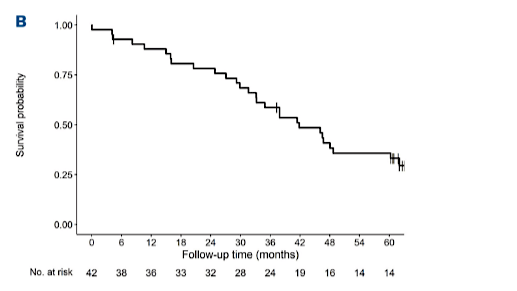 B
1.00
0.75
0.50
0.25
0.00
Survival probability
0 6 12 18 24 30 36 42 48 54 60
Follow-up time (months)
No. at risk 42 38 36 33 32 28 24 19 16 14 14